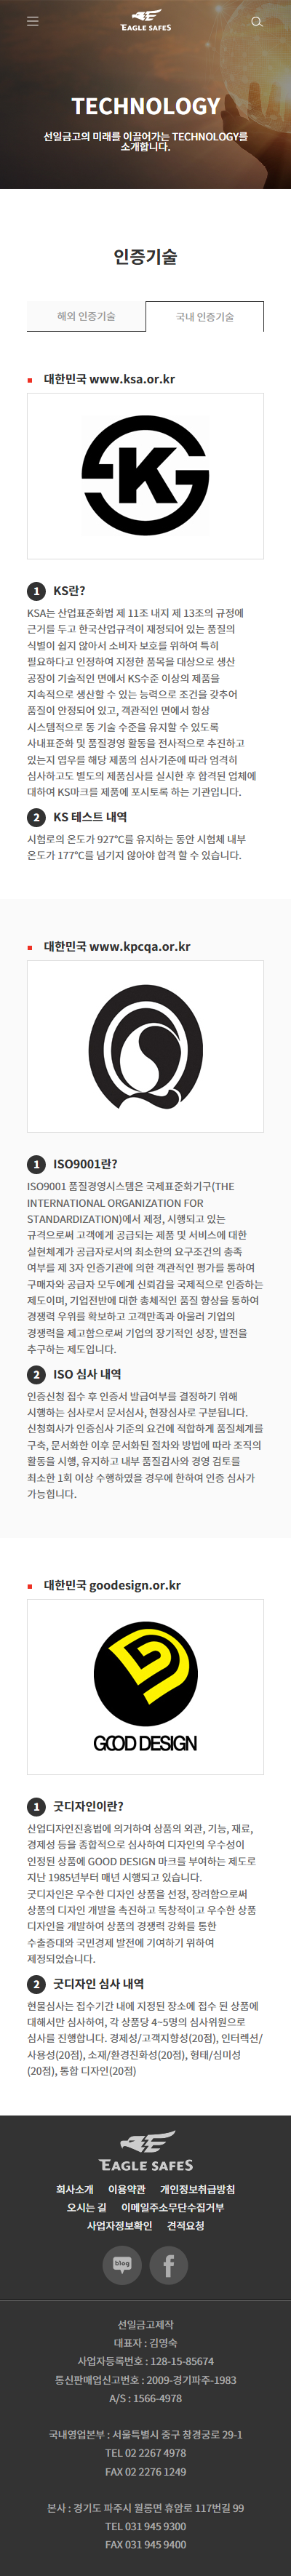 EAGLE SAFES
TECHNOLOGY
선일금고의 미래를 이끌어가는 TECHNOLOGY를
소개합니다.
인증기술
해외 인증기술
국내 인증기술
대한민국 www.ksa.or.kr
K
1 KS란?
KSA는 산업표준화법 제 11조 내지 제 13조의 규정에
근거를 두고 한국산업규격이 재정되어 있는 품질의
식별이 쉽지 않아서 소비자 보호를 위하여 특히
필요하다고 인정하여 지정한 품목을 대상으로 생산
공장이 기술적인 면에서 KS수준 이상의 제품을
지속적으로 생산할 수 있는 능력으로 조건을 갖추어
품질이 안정되어 있고, 객관적인 면에서 항상
시스템적으로 동 기술 수준을 유지할 수 있도록
사내표준화 및 품질경영 활동을 전사적으로 추진하고
있는지 엽우를 해당 제품의 심사기준에 따라 엄격히
심사하고도 별도의 제품심사를 실시한 후 합격된 업체에
대하여 KS마크를 제품에 포시토록 하는 기관입니다.
2 KS 테스트 내역
시험로의 온도가 927℃를 유지하는 동안 시험체 내부
온도가 177℃를 넘기지 않아야 합격 할 수 있습니다.
대한민국 www.kpcqa.or.kr
1 ISO9001란?
ISO9001 품질경영시스템은 국제표준화기구(THE
INTERNATIONAL ORGANIZATION FOR
STANDARDIZATION)에서 제정, 시행되고 있는
규격으로써 고객에게 공급되는 제품 및 서비스에 대한
실현체계가 공급자로서의 최소한의 요구조건의 충족
여부를 제 3자 인증기관에 의한 객관적인 평가를 통하여
구매자와 공급자 모두에게 신뢰감을 국제적으로 인증하는
제도이며, 기업전반에 대한 총체적인 품질 향상을 통하여
경쟁력 우위를 확보하고 고객만족과 아울러 기업의
경쟁력을 제고함으로써 기업의 장기적인 성장, 발전을
추구하는 제도입니다.
2 ISO 심사 내역
인증신청 접수 후 인증서 발급여부를 결정하기 위해
시행하는 심사로서 문서심사, 현장심사로 구분됩니다.
신청회사가 인증심사 기준의 요건에 적합하게 품질체계를
구축, 문서화한 이후 문서화된 절차와 방법에 따라 조직의
활동을 시행, 유지하고 내부 품질감사와 경영 검토를
최소한 1회 이상 수행하였을 경우에 한하여 인증 심사가
가능힙니다.
대한민국 goodesign.or.kr
GOOD DESIGN
1 굿디자인이란?
산업디자인진흥법에 의거하여 상품의 외관, 기능, 재료,
경제성 등을 종합적으로 심사하여 디자인의 우수성이
인정된 상품에 GOOD DESIGN 마크를 부여하는 제도로
지난 1985년부터 매년 시행되고 있습니다.
굿디자인은 우수한 디자인 상품을 선정, 장려함으로써
상품의 디자인 개발을 촉진하고 독창적이고 우수한 상품
디자인을 개발하여 상품의 경쟁력 강화를 통한
수출증대와 국민경제 발전에 기여하기 위하여
제정되었습니다.
2 굿디자인 심사 내역
현물심사는 접수기간 내에 지정된 장소에 접수 된 상품에
대해서만 심사하여, 각 상품당 4~5명의 심사위원으로
심사를 진행합니다. 경제성/고객지향성(20점), 인터렉션/
사용성(20점), 소재/환경친화성(20점), 형태/심미성
(20점), 통합 디자인(20점)
EAGLE SAFES
회사소개 이용약관 개인정보취급방침
오시는 길 이메일주소무단수집거부
사업자정보확인 견적요청
blog
선일금고제작
대표자 : 김영숙
사업자등록번호 : 128-15-85674
통신판매업신고번호 : 2009-경기파주-1983
A/S : 1566-4978
국내영업본부 : 서울특별시 중구 창경궁로 29-1
TEL 02 2267 4978
FAX 02 2276 1249
본사 : 경기도 파주시 월롱면 휴암로 117번길 99
TEL 031 945 9300
FAX 031 945 9400